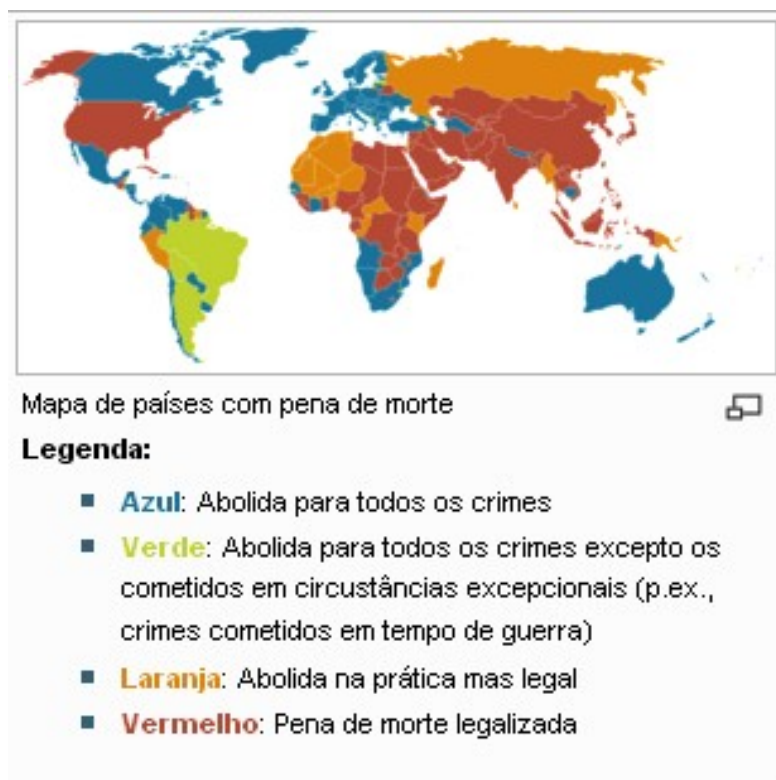 Mapa de países com pena de morte
Legenda:
Azul: Abolida para todos os crimes
Verde: Abolida para todos os crimes excepto os
cometidos em circustâncias excepcionais (p.ex.,
crimes cometidos em tempo de guerra)
Laranja: Abolida na prática mas legal
Vermelho: Pena de morte legalizada